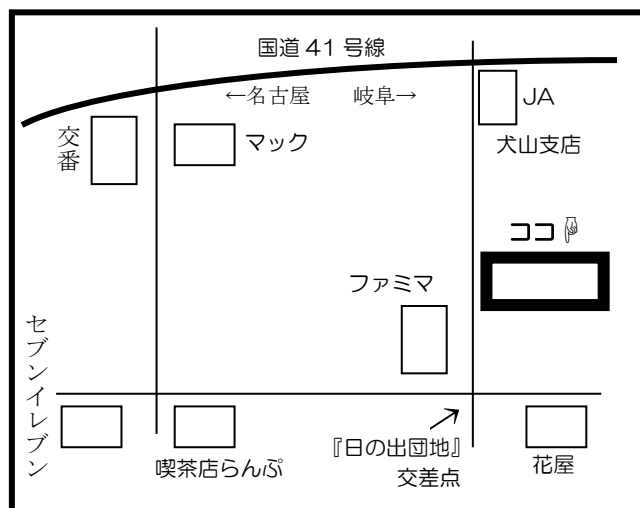 国道 41 号線
←名古屋　岐阜→
JA
犬山支店
交番
マック
ココ☟
ファミマ
セブンイレブン
喫茶店らんぷ
『日の出団地』
交差点
花屋